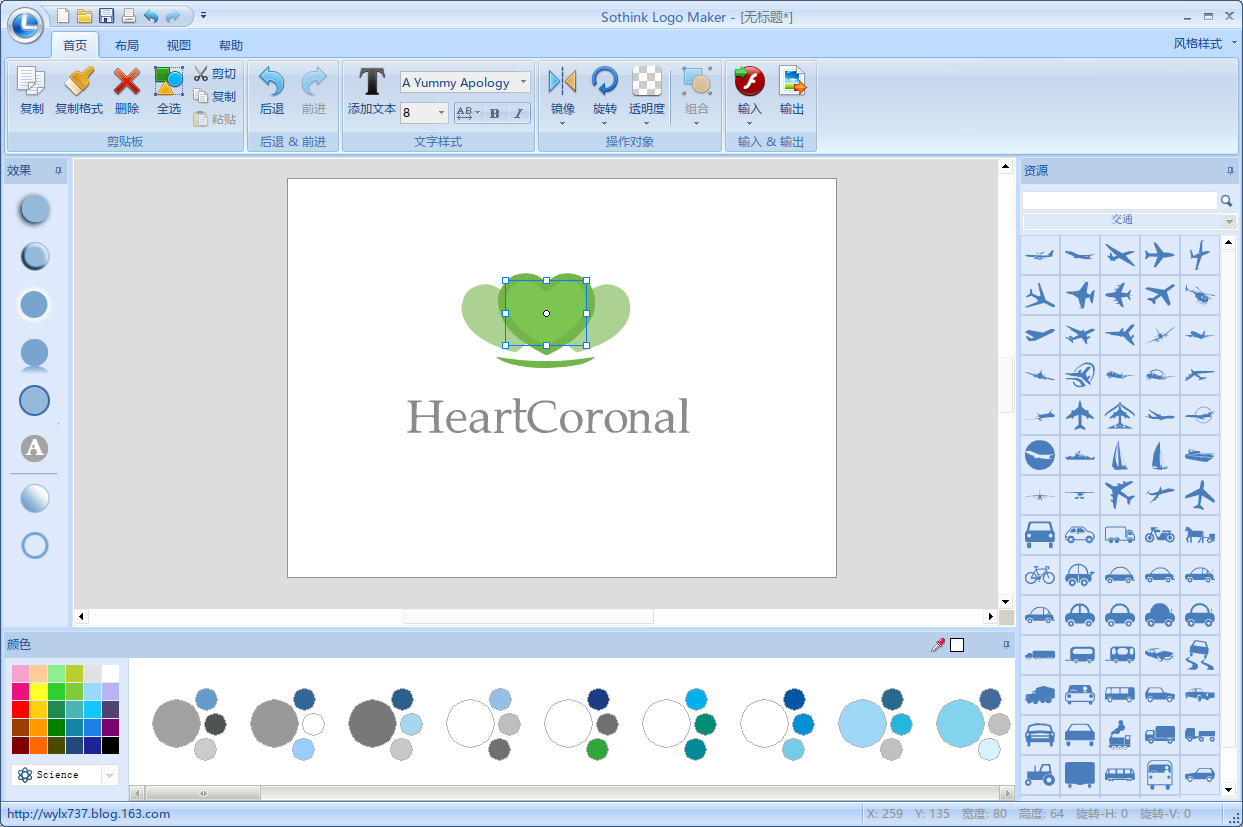 Sothink Logo Maker - [无标题*]
首页 布局 视图 帮助 风格样式
复制 复制格式 删除 全选 剪切 复制 粘贴
后退 前进
添加文本 A Yummy Apology 8 AB B I
镜像 旋转 透明度 组合 输入 输出
剪贴板 后退 & 前进 文字样式 操作对象 输入 & 输出
效果 资源
交通
A
HeartCoronal
颜色
Science
http://wylx737.blog.163.com X: 259 Y: 135 宽度: 80 高度: 64 旋转-H: 0 旋转-V: 0